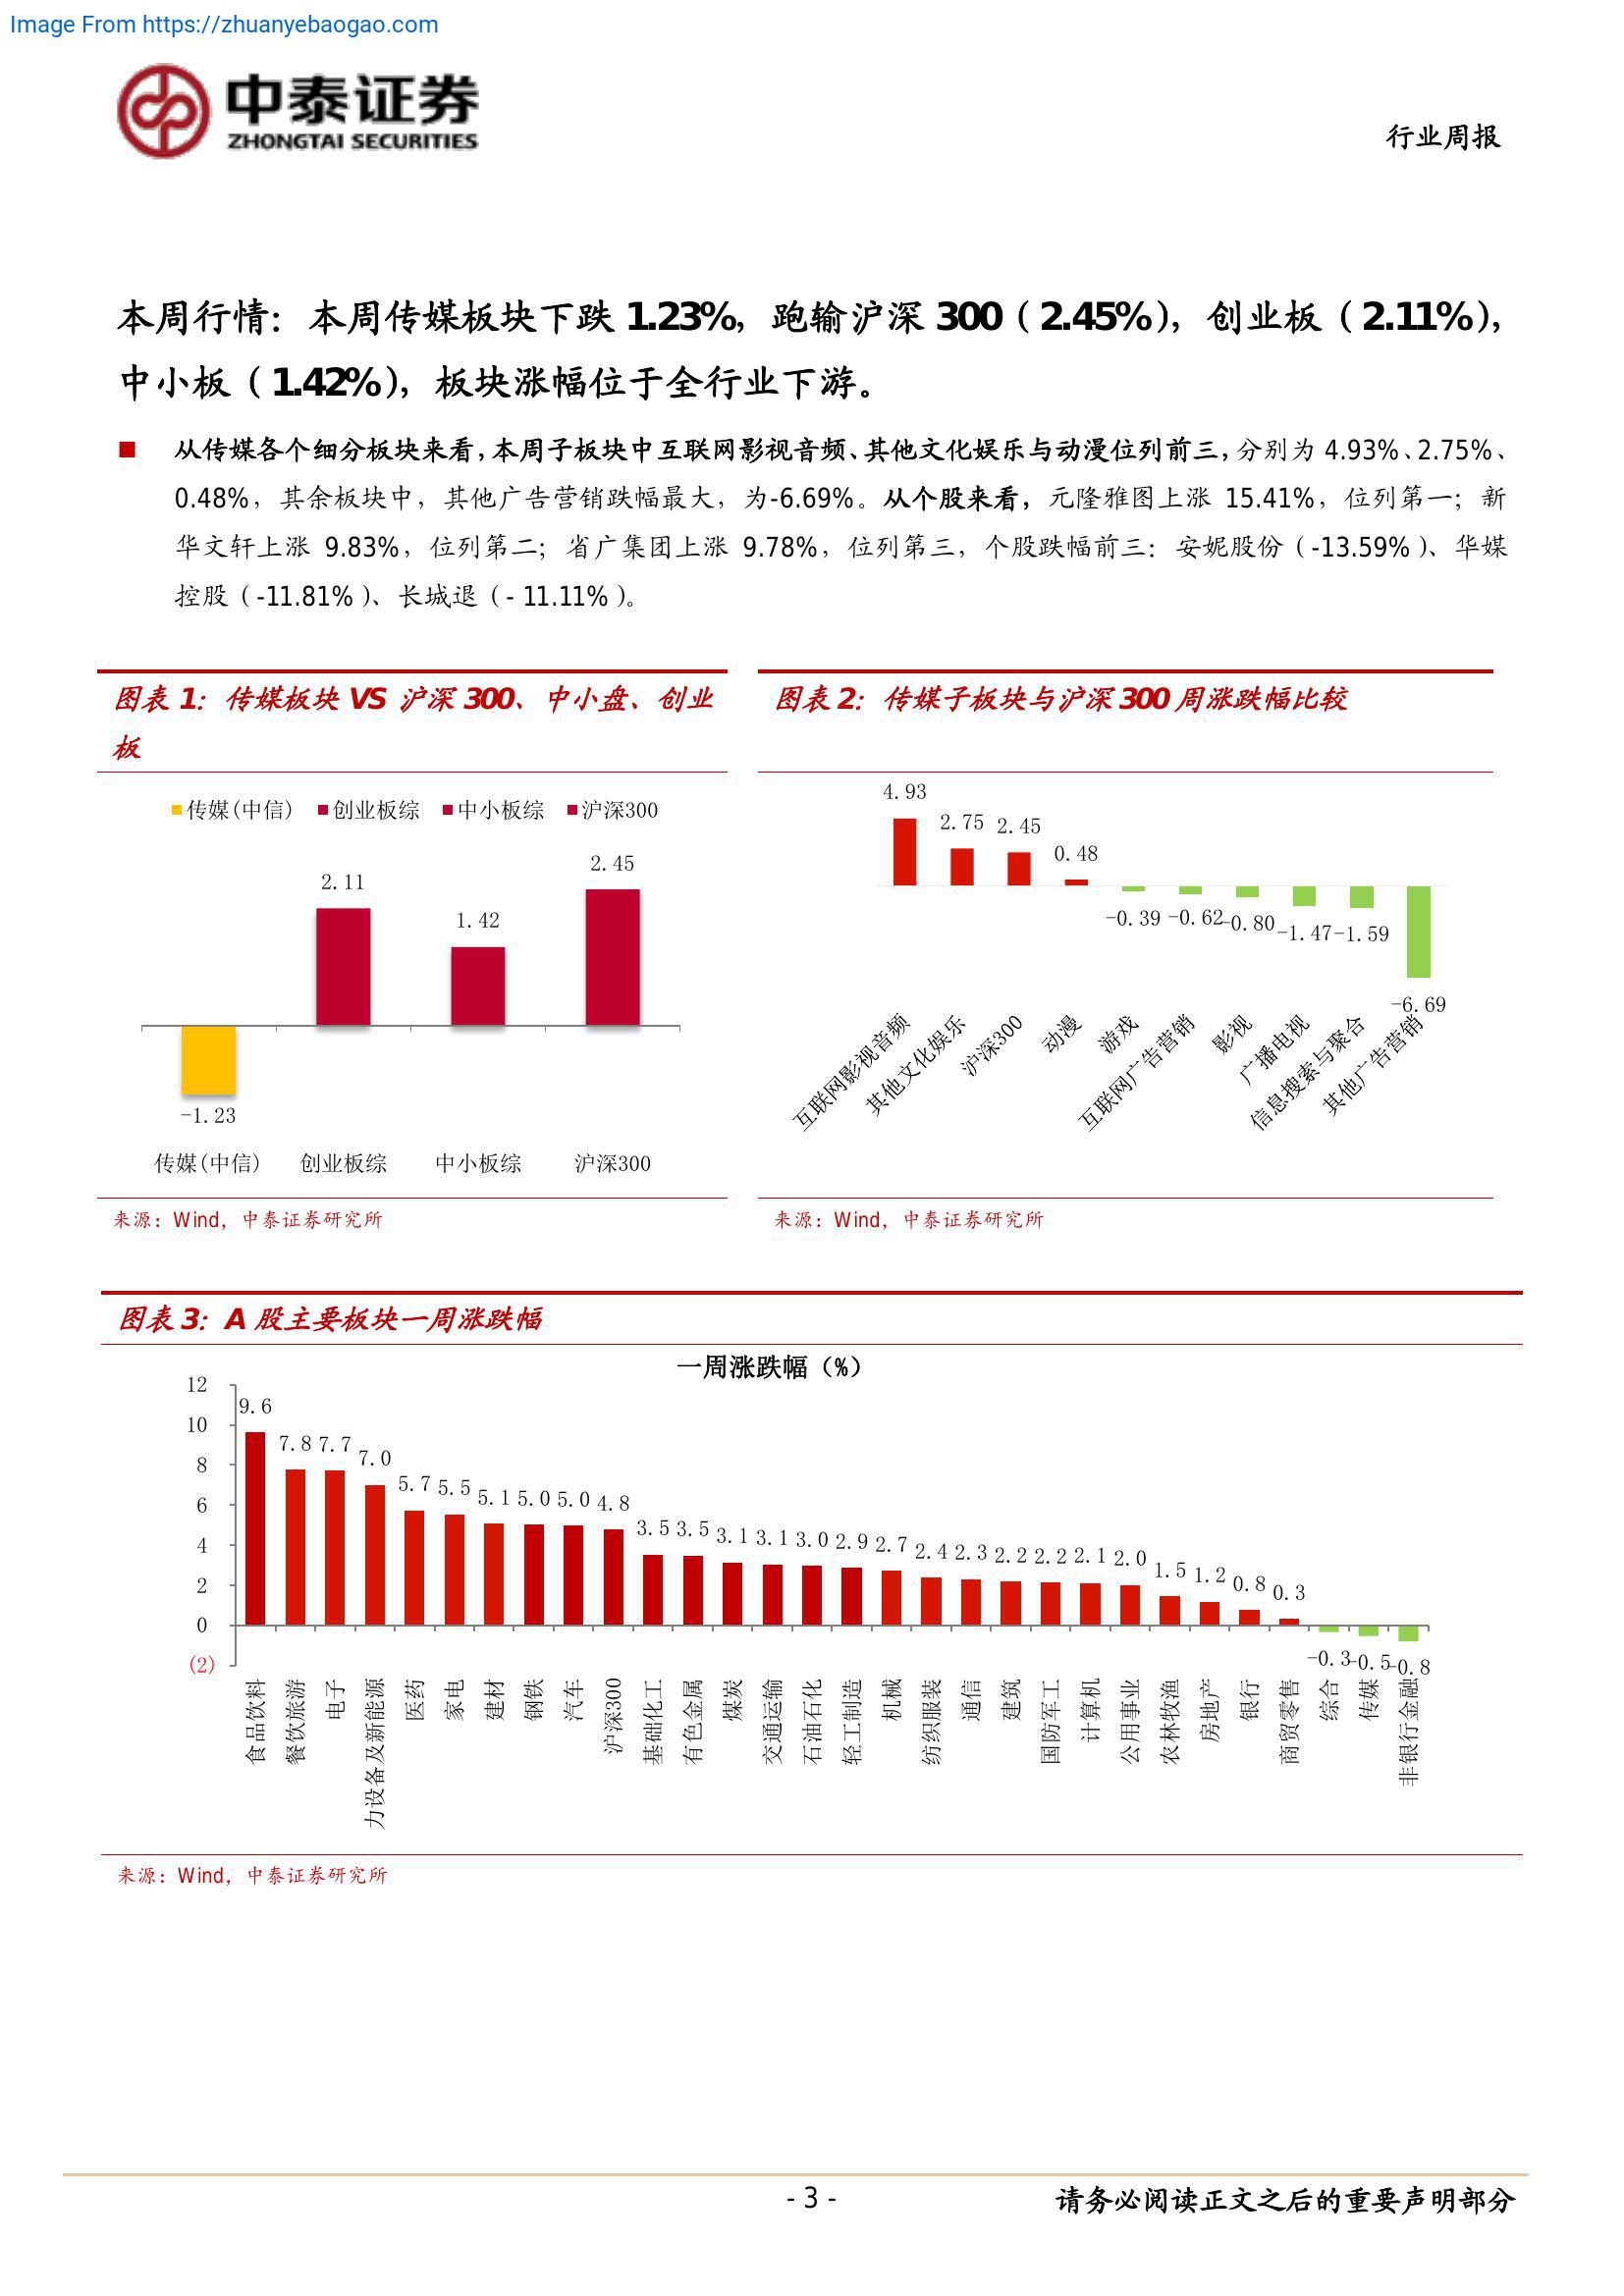 Image From https://zhuanyebaogao.com
中泰证券
ZHONGTAI SECURITIES
行业周报
本周行情：本周传媒板块下跌 1.23%，跑输沪深 300（2.45%），创业板（2.11%），
中小板（1.42%），板块涨幅位于全行业下游。
■ 从传媒各个细分板块来看，本周子板块中互联网影视音频、其他文化娱乐与动漫位列前三，分别为 4.93%、2.75%、
0.48%，其余板块中，其他广告营销跌幅最大，为-6.69%。从个股来看，元隆雅图上涨 15.41%，位列第一；新
华文轩上涨 9.83%，位列第二；省广集团上涨 9.78%，位列第三，个股跌幅前三：安妮股份（-13.59%）、华媒
控股（-11.81%）、长城退（- 11.11%）。
图表 1：传媒板块 VS 沪深 300、中小盘、创业
板
传媒(中信) 创业板综 中小板综 沪深300
2.45
2.11
1.42
-1.23
传媒(中信) 创业板综 中小板综 沪深300
来源：Wind，中泰证券研究所
图表 2：传媒子板块与沪深 300 周涨跌幅比较
4.93
2.75 2.45
0.48
-0.39 -0.62 -0.80 -1.47 -1.59
-6.69
互联网影视音频
其他文化娱乐
沪深300
动漫
游戏
互联网广告营销
影视
广播电视
信息搜索与聚合
其他广告营销
来源：Wind，中泰证券研究所
图表 3：A 股主要板块一周涨跌幅
一周涨跌幅（%）
12
10
8
6
4
2
0
(2)
9.6 7.8 7.7 7.0 5.7 5.5 5.1 5.0 5.0 4.8 3.5 3.5 3.1 3.1 3.0 2.9 2.7 2.4 2.3 2.2 2.2 2.1 2.0 1.5 1.2 0.8 0.3 -0.3 -0.5 -0.8
食品饮料
餐饮旅游
电子
力设备及新能源
医药
家电
建材
钢铁
汽车
沪深300
基础化工
有色金属
煤炭
交通运输
石油石化
轻工制造
机械
纺织服装
通信
建筑
国防军工
计算机
公用事业
农林牧渔
房地产
银行
商贸零售
综合
传媒
非银行金融
来源：Wind，中泰证券研究所
- 3 -
请务必阅读正文之后的重要声明部分